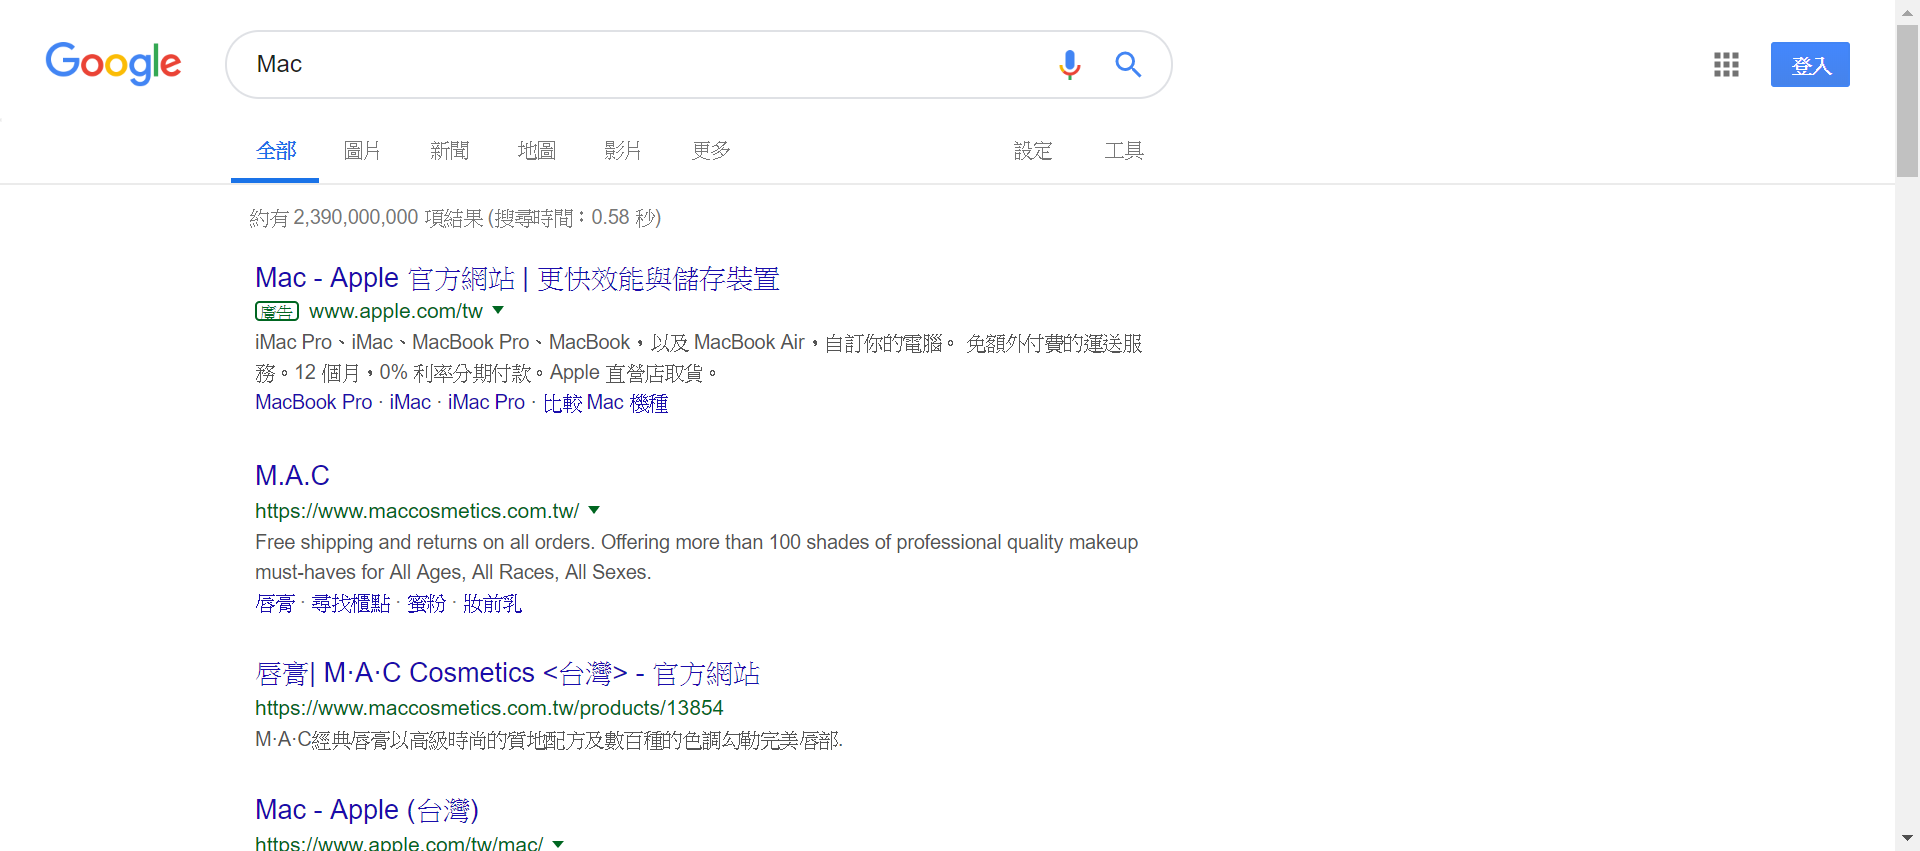 Google
Mac
登入
全部 圖片 新聞 地圖 影片 更多 設定 工具
約有 2,390,000,000 項結果 (搜尋時間：0.58 秒)
Mac - Apple 官方網站 | 更快效能與儲存裝置
廣告 www.apple.com/tw
iMac Pro、iMac、MacBook Pro、MacBook，以及 MacBook Air，自訂你的電腦。 免額外付費的運送服
務。12 個月，0% 利率分期付款。Apple 直營店取貨。
MacBook Pro · iMac · iMac Pro · 比較 Mac 機種
M.A.C
https://www.maccosmetics.com.tw/
Free shipping and returns on all orders. Offering more than 100 shades of professional quality makeup
must-haves for All Ages, All Races, All Sexes.
唇膏 · 尋找櫃點 · 蜜粉 · 妝前乳
唇膏| M·A·C Cosmetics <台灣> - 官方網站
https://www.maccosmetics.com.tw/products/13854
M·A·C經典唇膏以高級時尚的質地配方及數百種的色調勾勒完美唇部.
Mac - Apple (台灣)
https://www.apple.com/tw/mac/